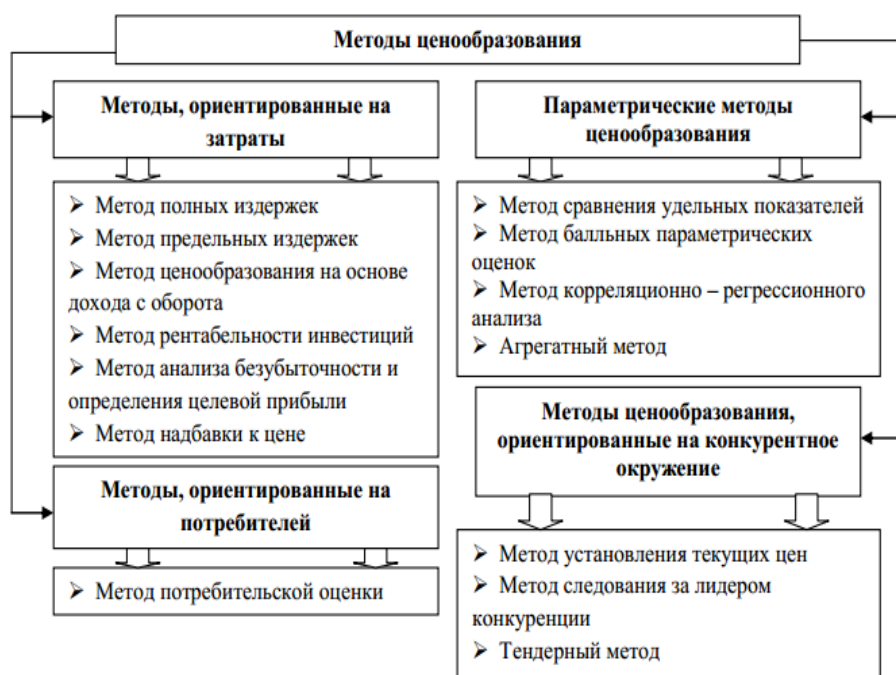 Методы ценообразования
Методы, ориентированные на
затраты
➢ Метод полных издержек
➢ Метод предельных издержек
➢ Метод ценообразования на основе
дохода с оборота
➢ Метод рентабельности инвестиций
➢ Метод анализа безубыточности и
определения целевой прибыли
➢ Метод надбавки к цене
Методы, ориентированные на
потребителей
➢ Метод потребительской оценки
Параметрические методы
ценообразования
➢ Метод сравнения удельных показателей
➢ Метод балльных параметрических
оценок
➢ Метод корреляционно – регрессионного
анализа
➢ Агрегатный метод
Методы ценообразования,
ориентированные на конкурентное
окружение
➢ Метод установления текущих цен
➢ Метод следования за лидером
конкуренции
➢ Тендерный метод